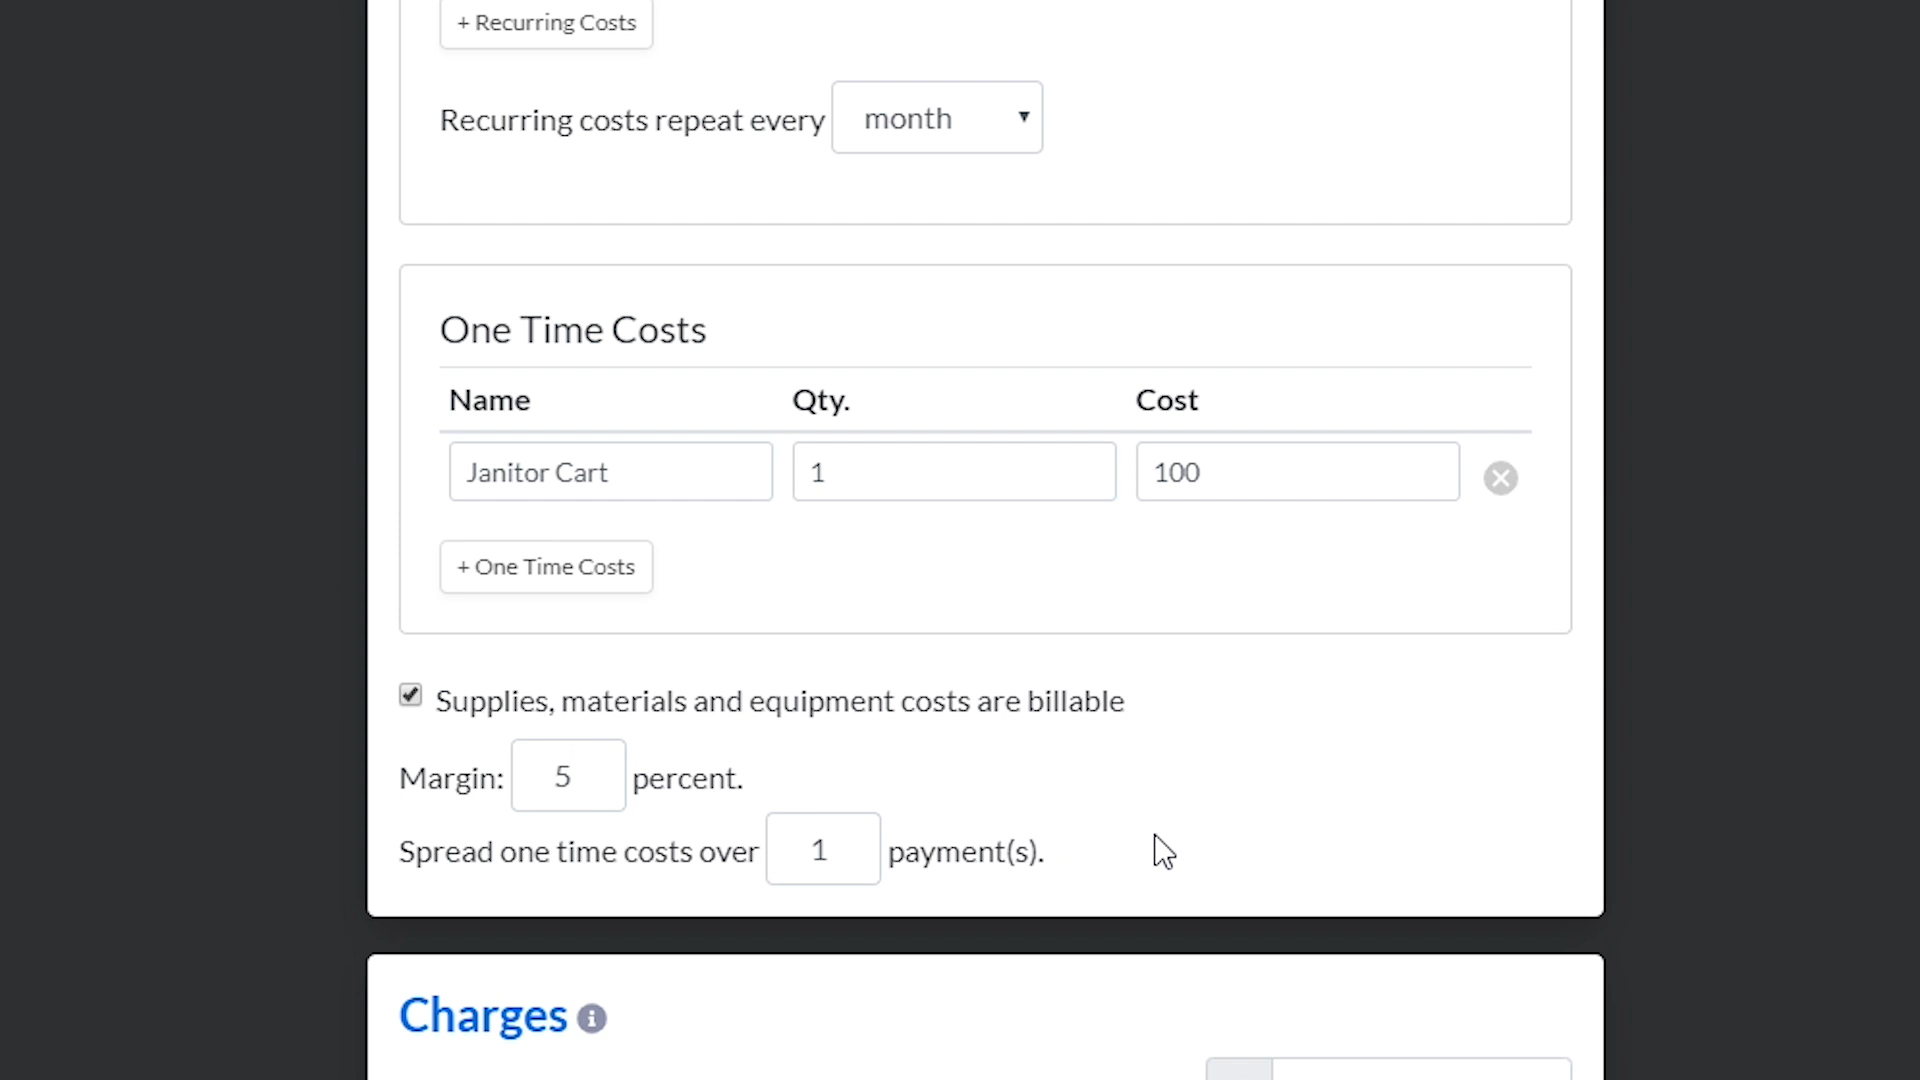 + Recurring Costs
Recurring costs repeat every month
One Time Costs
Name Qty. Cost
Janitor Cart 1 100
+ One Time Costs
Supplies, materials and equipment costs are billable
Margin: 5 percent.
Spread one time costs over 1 payment(s).
Charges